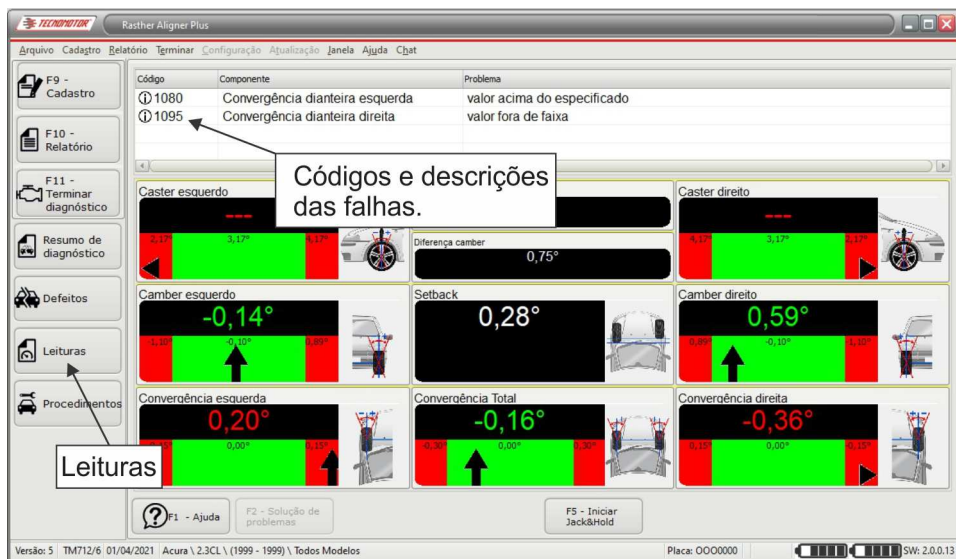 TECNOMOTOR
Rasther Aligner Plus
Arquivo Cadastro Relatório Terminar Configuração Atualização Janela Ajuda Chat
F9 -
Cadastro
F10 -
Relatório
F11 -
Terminar
diagnóstico
Resumo de
diagnóstico
Defeitos
Leituras
Procedimentos
Código Componente Problema
1080 Convergência dianteira esquerda valor acima do especificado
1095 Convergência dianteira direita valor fora de faixa
Códigos e descrições
das falhas.
Caster esquerdo
---
2,17° 3,17° 4,17°
Diferença camber
0,75°
Caster direito
---
4,17° 3,17° 2,17°
Camber esquerdo
-0,14°
-1,10° -0,10° 0,89°
Setback
0,28°
Camber direito
0,59°
0,89° -0,10° -1,10°
Convergência esquerda
0,20°
0,00° 0,15°
Convergência Total
-0,16°
-0,30° 0,00° 0,30°
Convergência direita
-0,36°
0,15° 0,00° -0,15°
Leituras
F1 - Ajuda
F2 - Solução de
problemas
F5 - Iniciar
Jack&Hold
Versão: 5 TM712/6 01/04/2021 Acura \ 2.3CL \ (1999 - 1999) \ Todos Modelos Placa: OOO0000 SW: 2.0.0.13